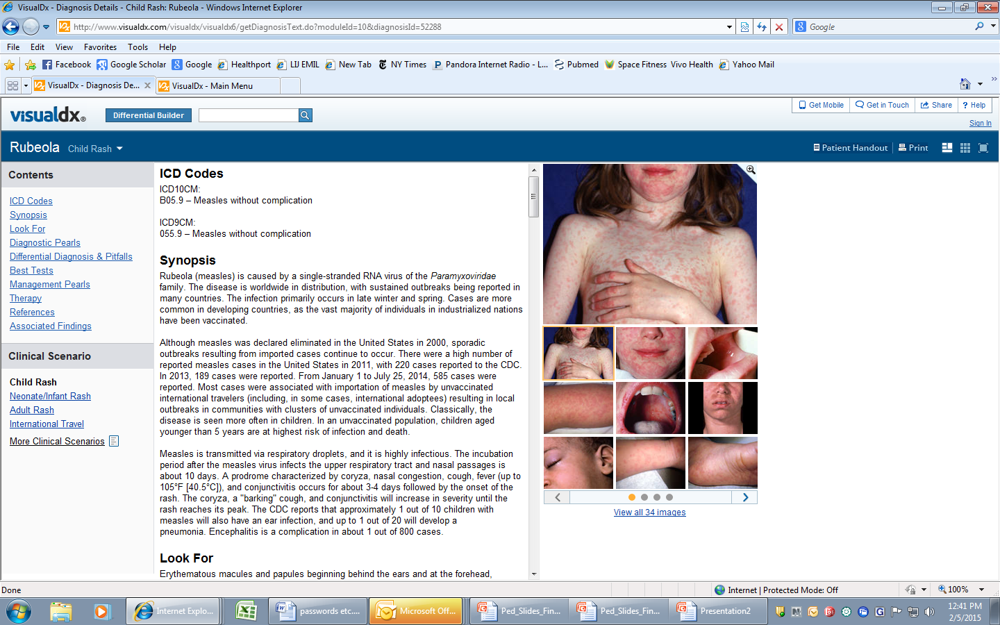 VisualDx - Diagnosis Details - Child Rash: Rubeola - Windows Internet Explorer
http://www.visualdx.com/visualdx/visualdx6/getDiagnosisText.do?moduleId=10&diagnosisId=52288
Google
File Edit View Favorites Tools Help
Facebook Google Scholar Google Healthport LIJ EMIL New Tab NY Times Pandora Internet Radio - L... Pubmed Space Fitness Vivo Health Yahoo Mail
VisualDx - Diagnosis De... VisualDx - Main Menu
Get Mobile Get in Touch Share Help
visualdx® Differential Builder
Sign In
Rubeola Child Rash Patient Handout Print
Contents
ICD Codes
Synopsis
Look For
Diagnostic Pearls
Differential Diagnosis & Pitfalls
Best Tests
Management Pearls
Therapy
References
Associated Findings
Clinical Scenario
Child Rash
Neonate/Infant Rash
Adult Rash
International Travel
More Clinical Scenarios
ICD Codes
ICD10CM:
B05.9 – Measles without complication
ICD9CM:
055.9 – Measles without complication
Synopsis
Rubeola (measles) is caused by a single-stranded RNA virus of the Paramyxoviridae
family. The disease is worldwide in distribution, with sustained outbreaks being reported in
many countries. The infection primarily occurs in late winter and spring. Cases are more
common in developing countries, as the vast majority of individuals in industrialized nations
have been vaccinated.
Although measles was declared eliminated in the United States in 2000, sporadic
outbreaks resulting from imported cases continue to occur. There were a high number of
reported measles cases in the United States in 2011, with 220 cases reported to the CDC.
In 2013, 189 cases were reported. From January 1 to July 25, 2014, 585 cases were
reported. Most cases were associated with importation of measles by unvaccinated
international travelers (including, in some cases, international adoptees) resulting in local
outbreaks in communities with clusters of unvaccinated individuals. Classically, the
disease is seen more often in children. In an unvaccinated population, children aged
younger than 5 years are at highest risk of infection and death.
Measles is transmitted via respiratory droplets, and it is highly infectious. The incubation
period after the measles virus infects the upper respiratory tract and nasal passages is
about 10 days. A prodrome characterized by coryza, nasal congestion, cough, fever (up to
105°F [40.5°C]), and conjunctivitis occurs for about 3-4 days followed by the onset of the
rash. The coryza, a "barking" cough, and conjunctivitis will increase in severity until the
rash reaches its peak. The CDC reports that approximately 1 out of 10 children with
measles will also have an ear infection, and up to 1 out of 20 will develop a
pneumonia. Encephalitis is a complication in about 1 out of 800 cases.
Look For
Erythematous macules and papules beginning behind the ears and at the forehead,
View all 34 images
Done Internet | Protected Mode: Off 100%
Internet Explo... passwords etc.... Microsoft Off... Ped_Slides_Fin... Ped_Slides_Fin... Presentation2 12:41 PM
2/5/2015